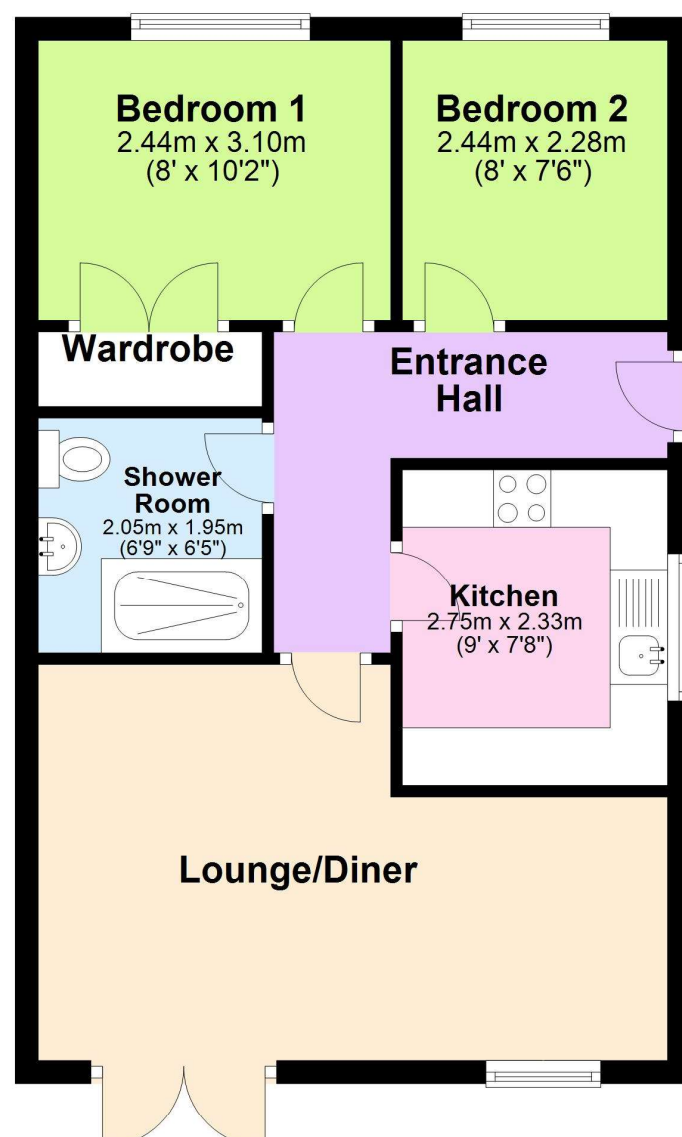 Bedroom 1
2.44m x 3.10m
(8' x 10'2")
Bedroom 2
2.44m x 2.28m
(8' x 7'6")
Wardrobe
Entrance
Hall
Shower
Room
2.05m x 1.95m
(6'9" x 6'5")
Kitchen
2.75m x 2.33m
(9' x 7'8")
Lounge/Diner